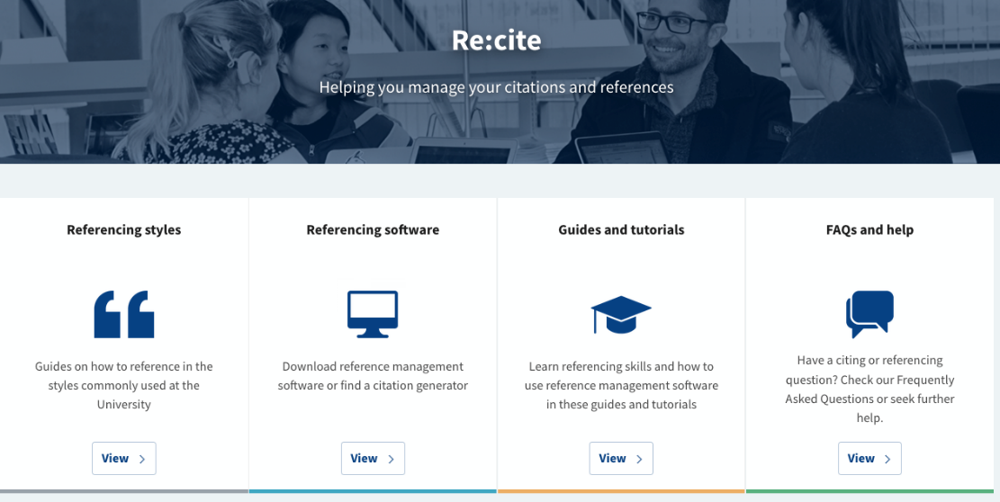 Re:cite
Helping you manage your citations and references
Referencing styles
Guides on how to reference in the
styles commonly used at the
University
View
Referencing software
Download reference management
software or find a citation generator
View
Guides and tutorials
Learn referencing skills and how to
use reference management software
in these guides and tutorials
View
FAQs and help
Have a citing or referencing
question? Check our Frequently
Asked Questions or seek further
help.
View